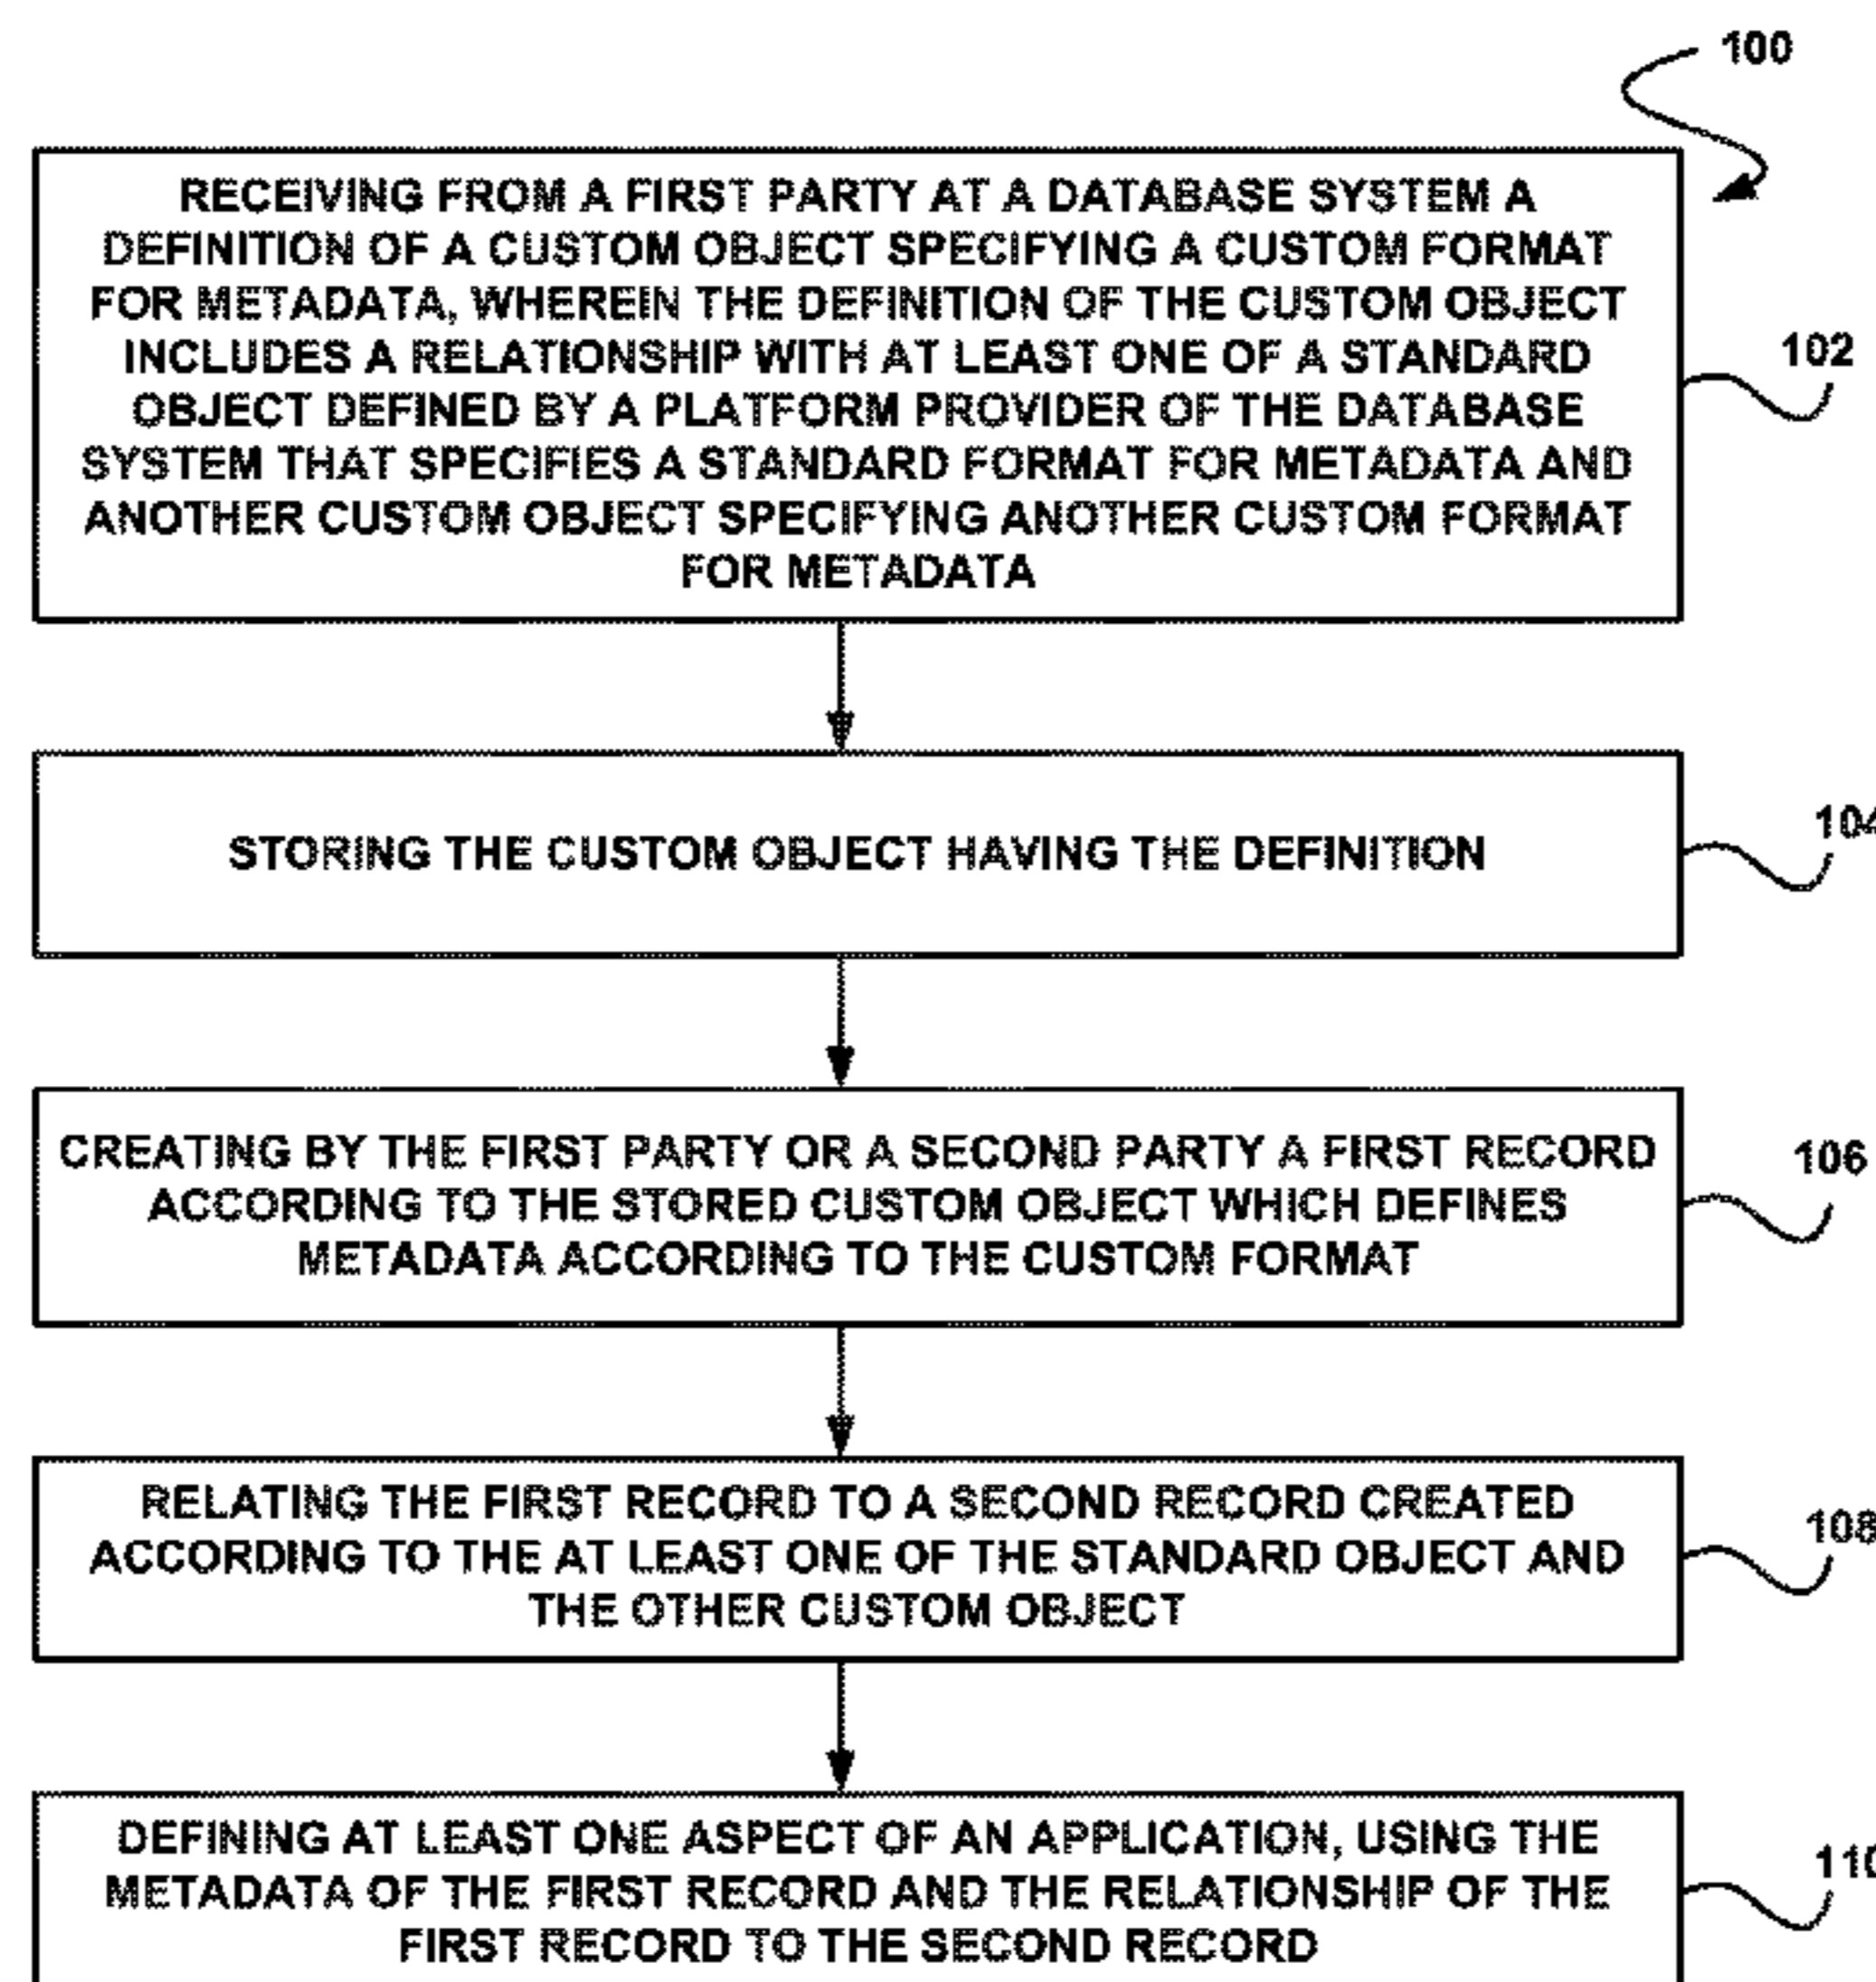 100
RECEIVING FROM A FIRST PARTY AT A DATABASE SYSTEM A
DEFINITION OF A CUSTOM OBJECT SPECIFYING A CUSTOM FORMAT
FOR METADATA, WHEREIN THE DEFINITION OF THE CUSTOM OBJECT
INCLUDES A RELATIONSHIP WITH AT LEAST ONE OF A STANDARD
OBJECT DEFINED BY A PLATFORM PROVIDER OF THE DATABASE
SYSTEM THAT SPECIFIES A STANDARD FORMAT FOR METADATA AND
ANOTHER CUSTOM OBJECT SPECIFYING ANOTHER CUSTOM FORMAT
FOR METADATA
102
STORING THE CUSTOM OBJECT HAVING THE DEFINITION
104
CREATING BY THE FIRST PARTY OR A SECOND PARTY A FIRST RECORD
ACCORDING TO THE STORED CUSTOM OBJECT WHICH DEFINES
METADATA ACCORDING TO THE CUSTOM FORMAT
106
RELATING THE FIRST RECORD TO A SECOND RECORD CREATED
ACCORDING TO THE AT LEAST ONE OF THE STANDARD OBJECT AND
THE OTHER CUSTOM OBJECT
108
DEFINING AT LEAST ONE ASPECT OF AN APPLICATION, USING THE
METADATA OF THE FIRST RECORD AND THE RELATIONSHIP OF THE
FIRST RECORD TO THE SECOND RECORD
110